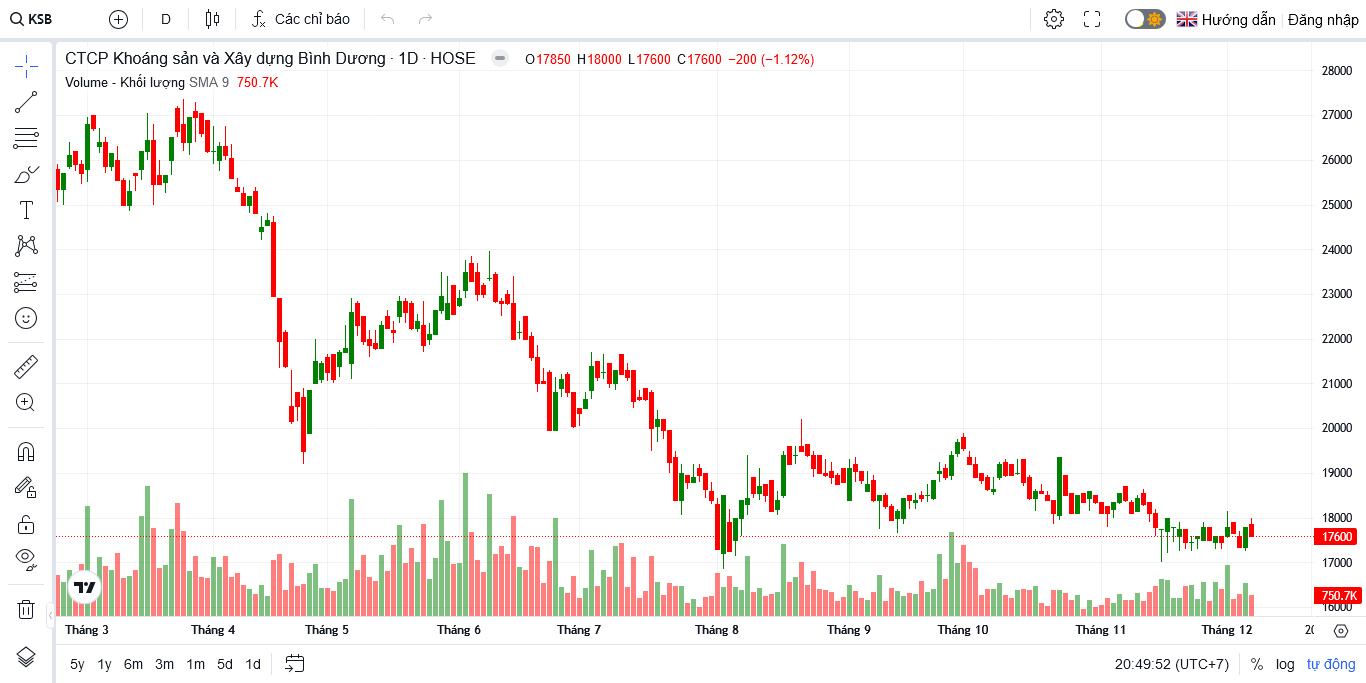 KSB D Các chỉ báo Hướng dẫn Đăng nhập
CTCP Khoáng sản và Xây dựng Bình Dương · 1D · HOSE O17850 H18000 L17600 C17600 −200 (−1.12%)
Volume - Khối lượng SMA 9 750.7K
28000
27000
26000
25000
24000
23000
22000
21000
20000
19000
18000
17600
17000
750.7K
16000
Tháng 3 Tháng 4 Tháng 5 Tháng 6 Tháng 7 Tháng 8 Tháng 9 Tháng 10 Tháng 11 Tháng 12
5y 1y 6m 3m 1m 5d 1d 20:49:52 (UTC+7) % log tự động